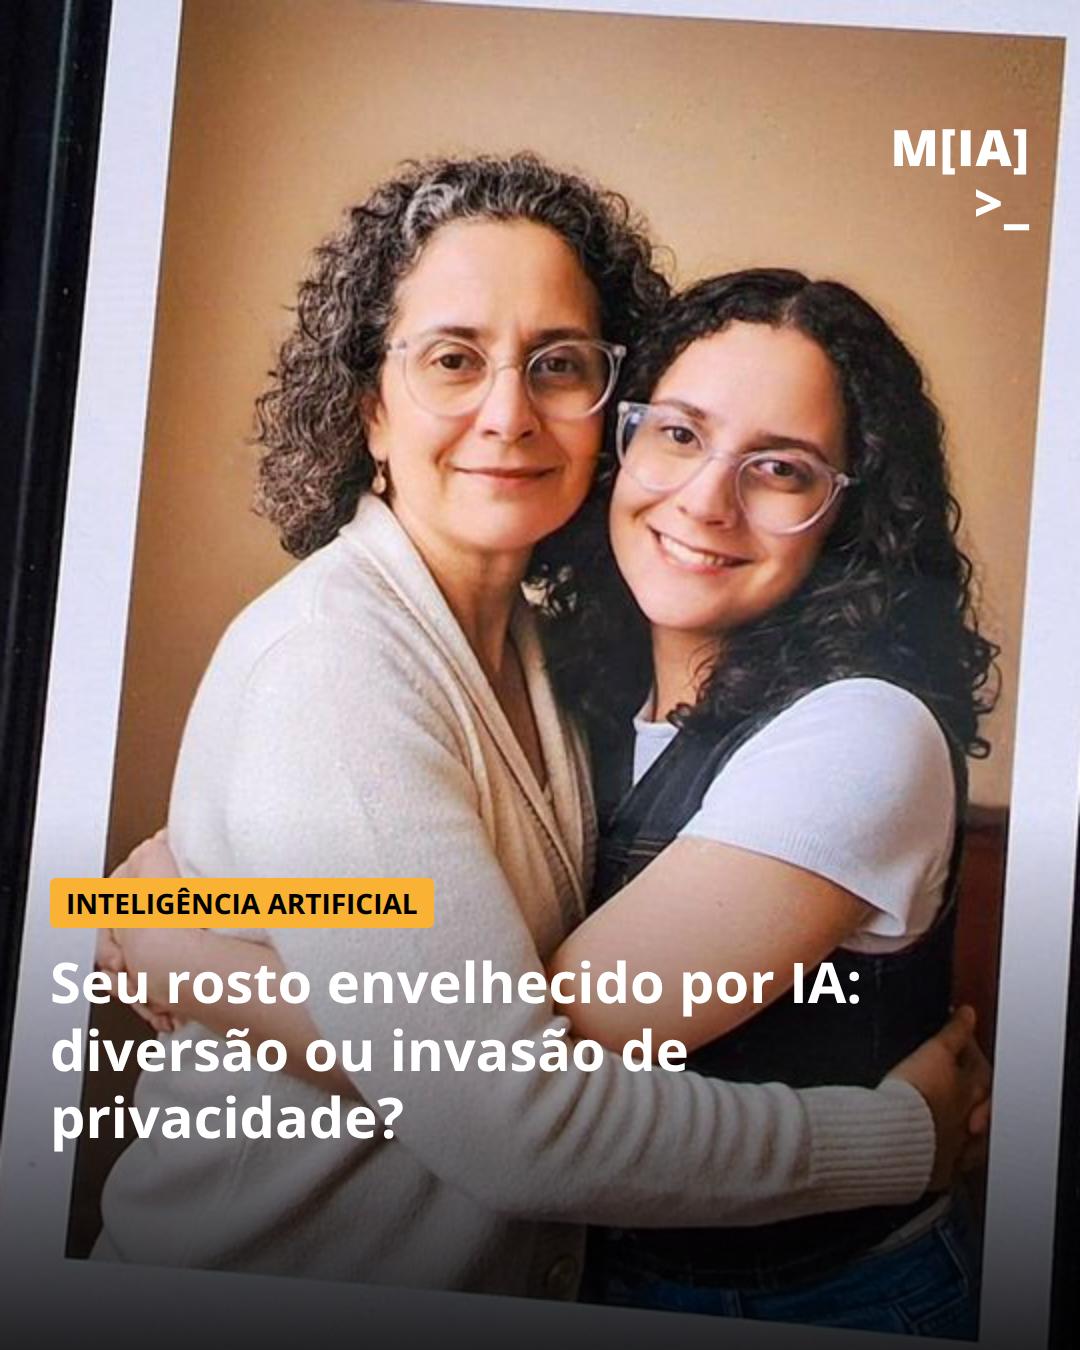 M[IA]
>_
INTELIGÊNCIA ARTIFICIAL
Seu rosto envelhecido por IA:
diversão ou invasão de
privacidade?